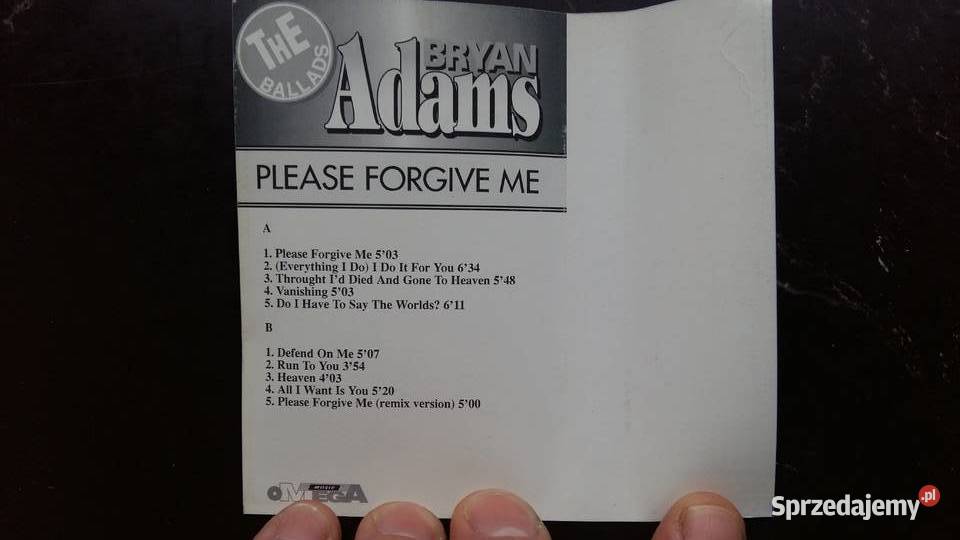 THE
BALLADS
BRYAN
Adams
PLEASE FORGIVE ME
A
1. Please Forgive Me 5'03
2. (Everything I Do) I Do It For You 6'34
3. Throught I'd Died And Gone To Heaven 5'48
4. Vanishing 5'03
5. Do I Have To Say The Worlds? 6'11
B
1. Defend On Me 5'07
2. Run To You 3'54
3. Heaven 4'03
4. All I Want Is You 5'20
5. Please Forgive Me (remix version) 5'00
OMEGA MUSIC
Sprzedajemy.pl